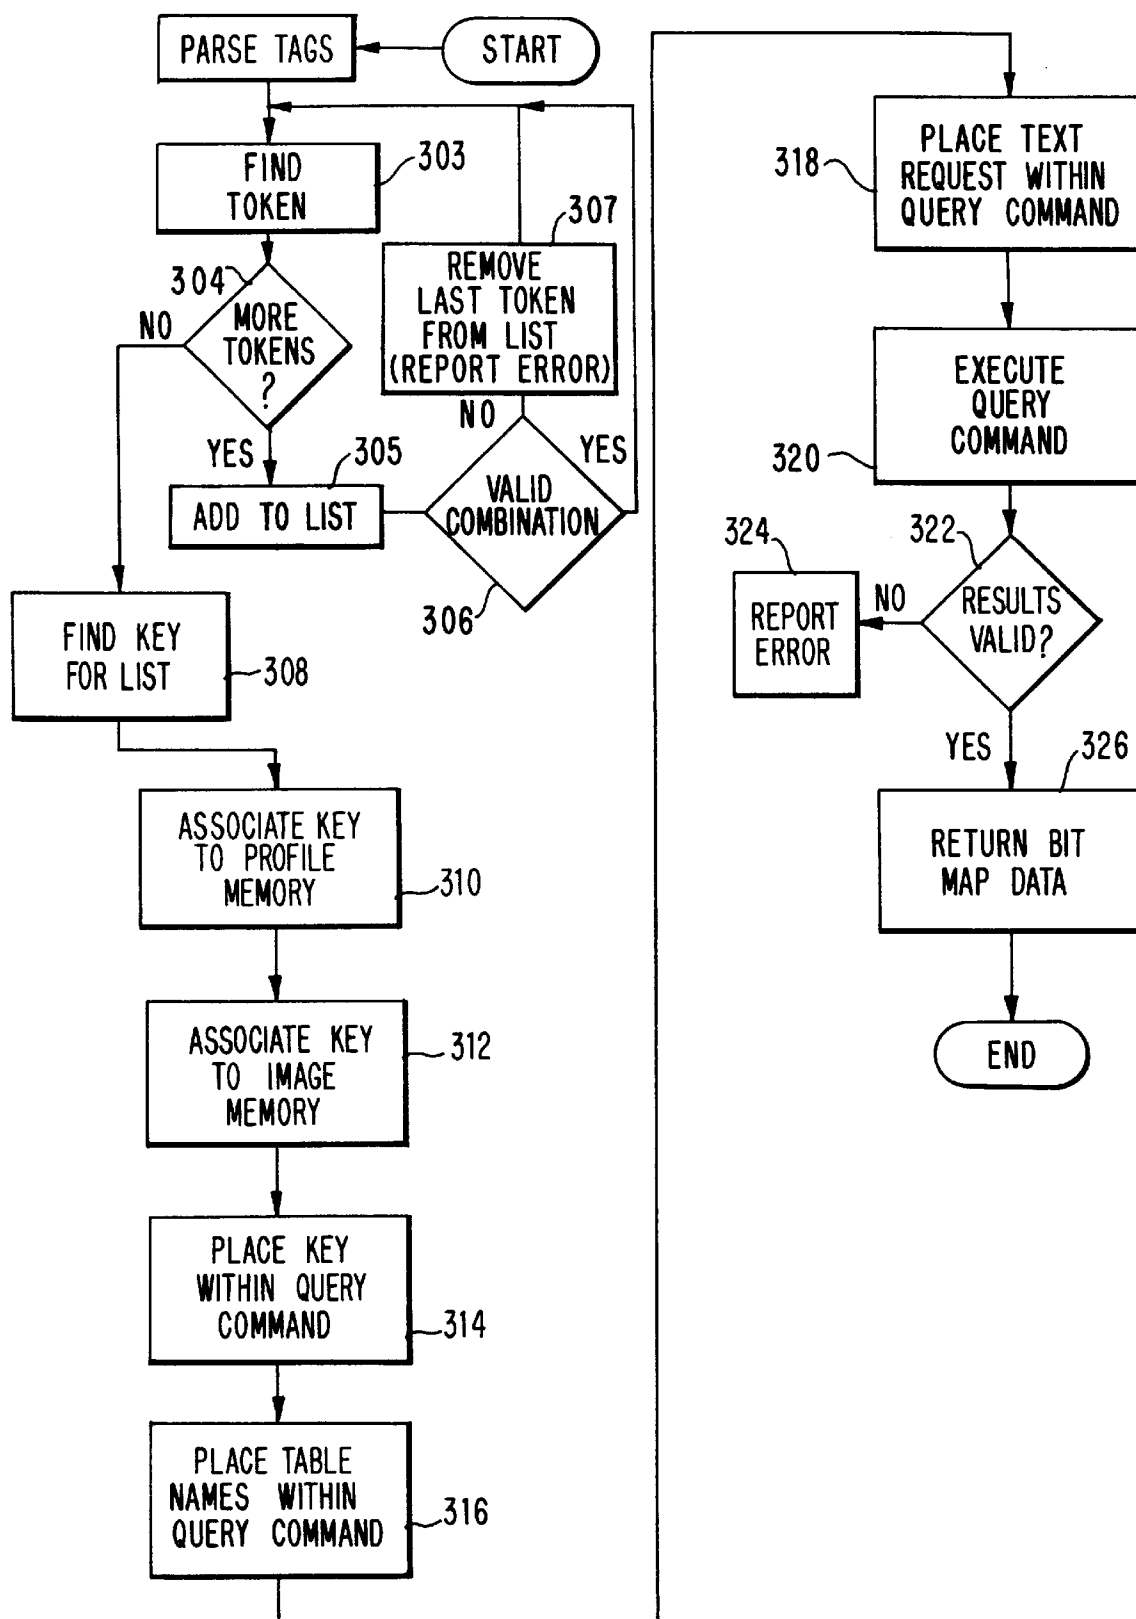 START
PARSE TAGS
FIND
TOKEN
303
304
MORE
TOKENS
?
NO
YES
305
ADD TO LIST
VALID
COMBINATION
306
NO
YES
307
REMOVE
LAST TOKEN
FROM LIST
(REPORT ERROR)
FIND KEY
FOR LIST
308
ASSOCIATE KEY
TO PROFILE
MEMORY
310
ASSOCIATE KEY
TO IMAGE
MEMORY
312
PLACE KEY
WITHIN QUERY
COMMAND
314
PLACE TABLE
NAMES WITHIN
QUERY COMMAND
316
318
PLACE TEXT
REQUEST WITHIN
QUERY COMMAND
EXECUTE
QUERY
COMMAND
320
322
RESULTS
VALID?
NO
324
REPORT
ERROR
YES
326
RETURN BIT
MAP DATA
END